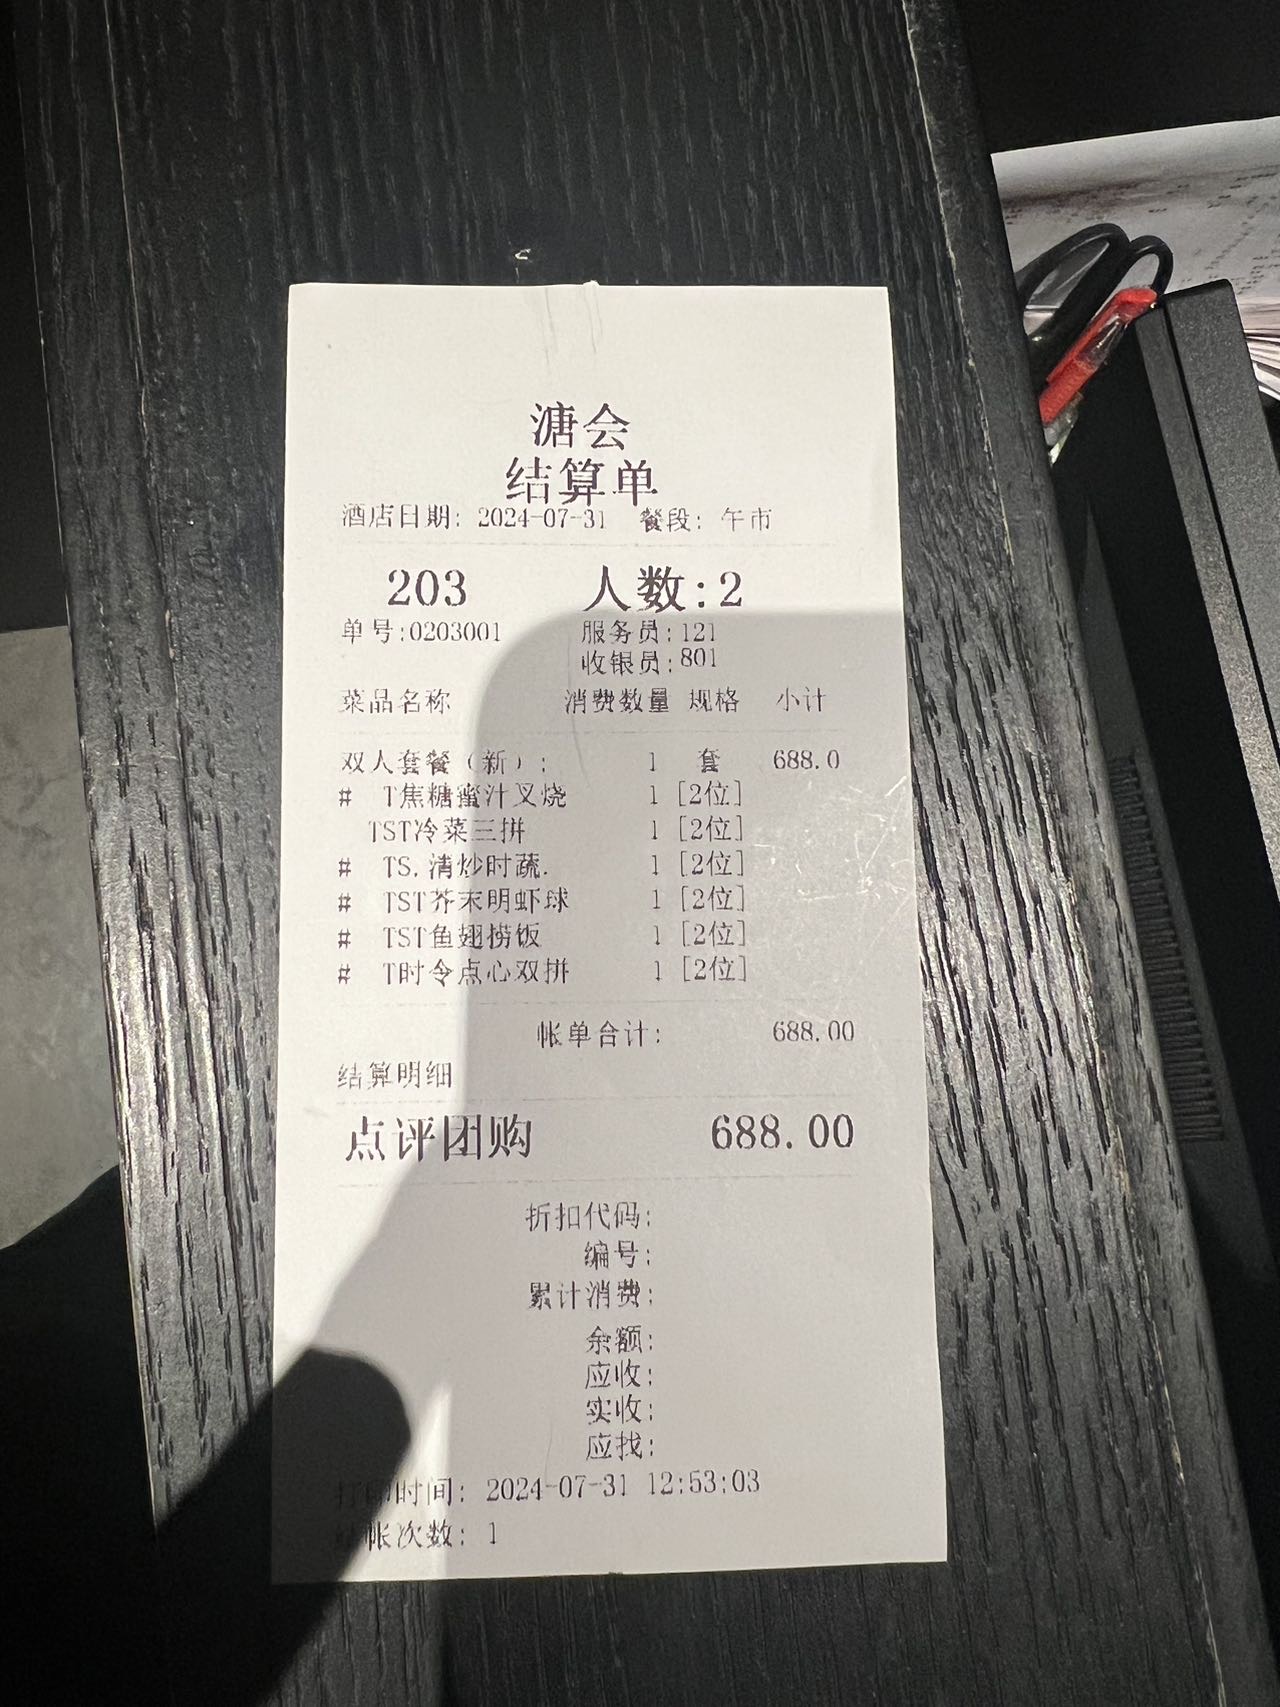 溏会
结算单
酒店日期: 2024-07-31 餐段: 午市
203 人数:2
单号:0203001 服务员:121
收银员:801
菜品名称 消费数量 规格 小计
双人套餐(新): 1 套 688.0
# T焦糖蜜汁叉烧 1 [2位]
TST冷菜三拼 1 [2位]
# TS.清炒时蔬. 1 [2位]
# TST芥末明虾球 1 [2位]
# TST鱼翅捞饭 1 [2位]
# T时令点心双拼 1 [2位]
帐单合计: 688.00
结算明细
点评团购 688.00
折扣代码:
编号:
累计消费:
余额:
应收:
实收:
应找:
打印时间: 2024-07-31 12:53:03
帐次数: 1